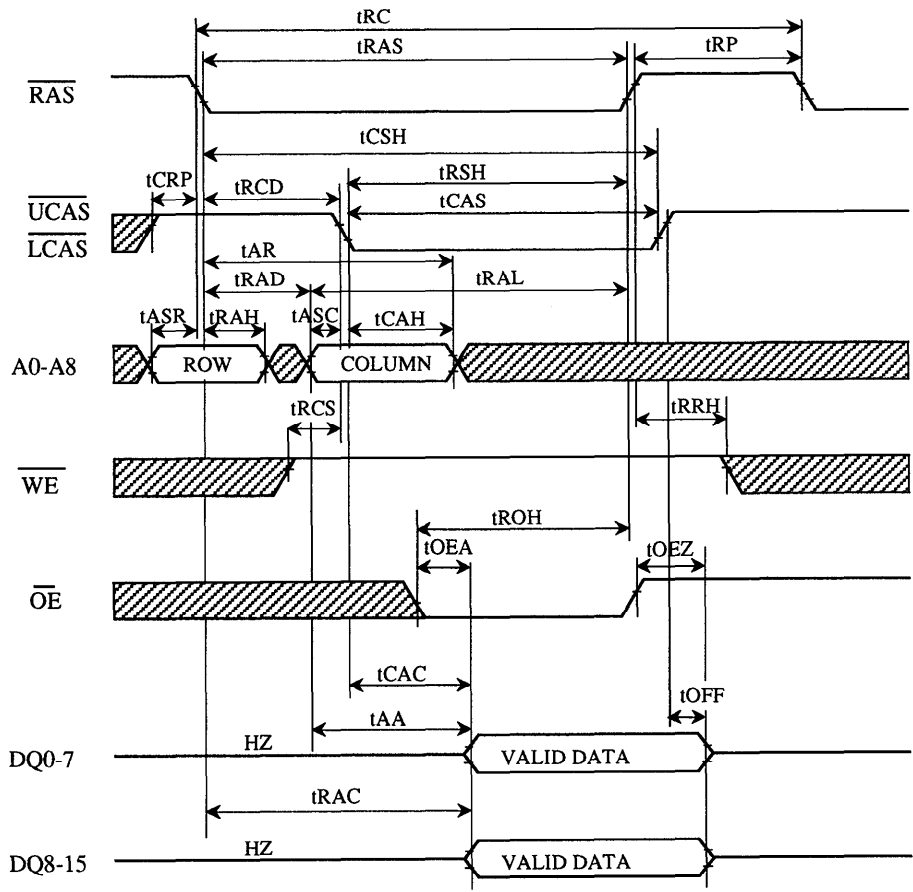 tRC
tRAS
tRP
RAS
tCSH
tRSH
tCRP
tRCD
tCAS
UCAS
LCAS
tAR
tRAD
tRAL
tASR
tRAH
tASC
tCAH
A0-A8
ROW
COLUMN
tRCS
tRRH
WE
tROH
tOEA
tOEZ
OE
tCAC
tOFF
tAA
DQ0-7
HZ
VALID DATA
tRAC
DQ8-15
HZ
VALID DATA